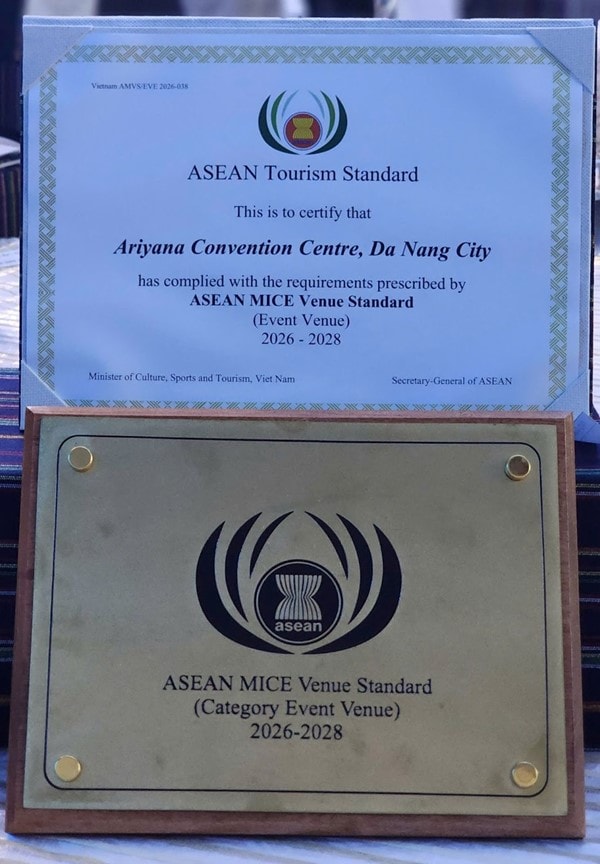 Vietnam AMVS/EVE 2026-038
ASEAN Tourism Standard
This is to certify that
Ariyana Convention Centre, Da Nang City
has complied with the requirements prescribed by
ASEAN MICE Venue Standard
(Event Venue)
2026 - 2028
Minister of Culture, Sports and Tourism, Viet Nam
Secretary-General of ASEAN
asean
ASEAN MICE Venue Standard
(Category Event Venue)
2026-2028